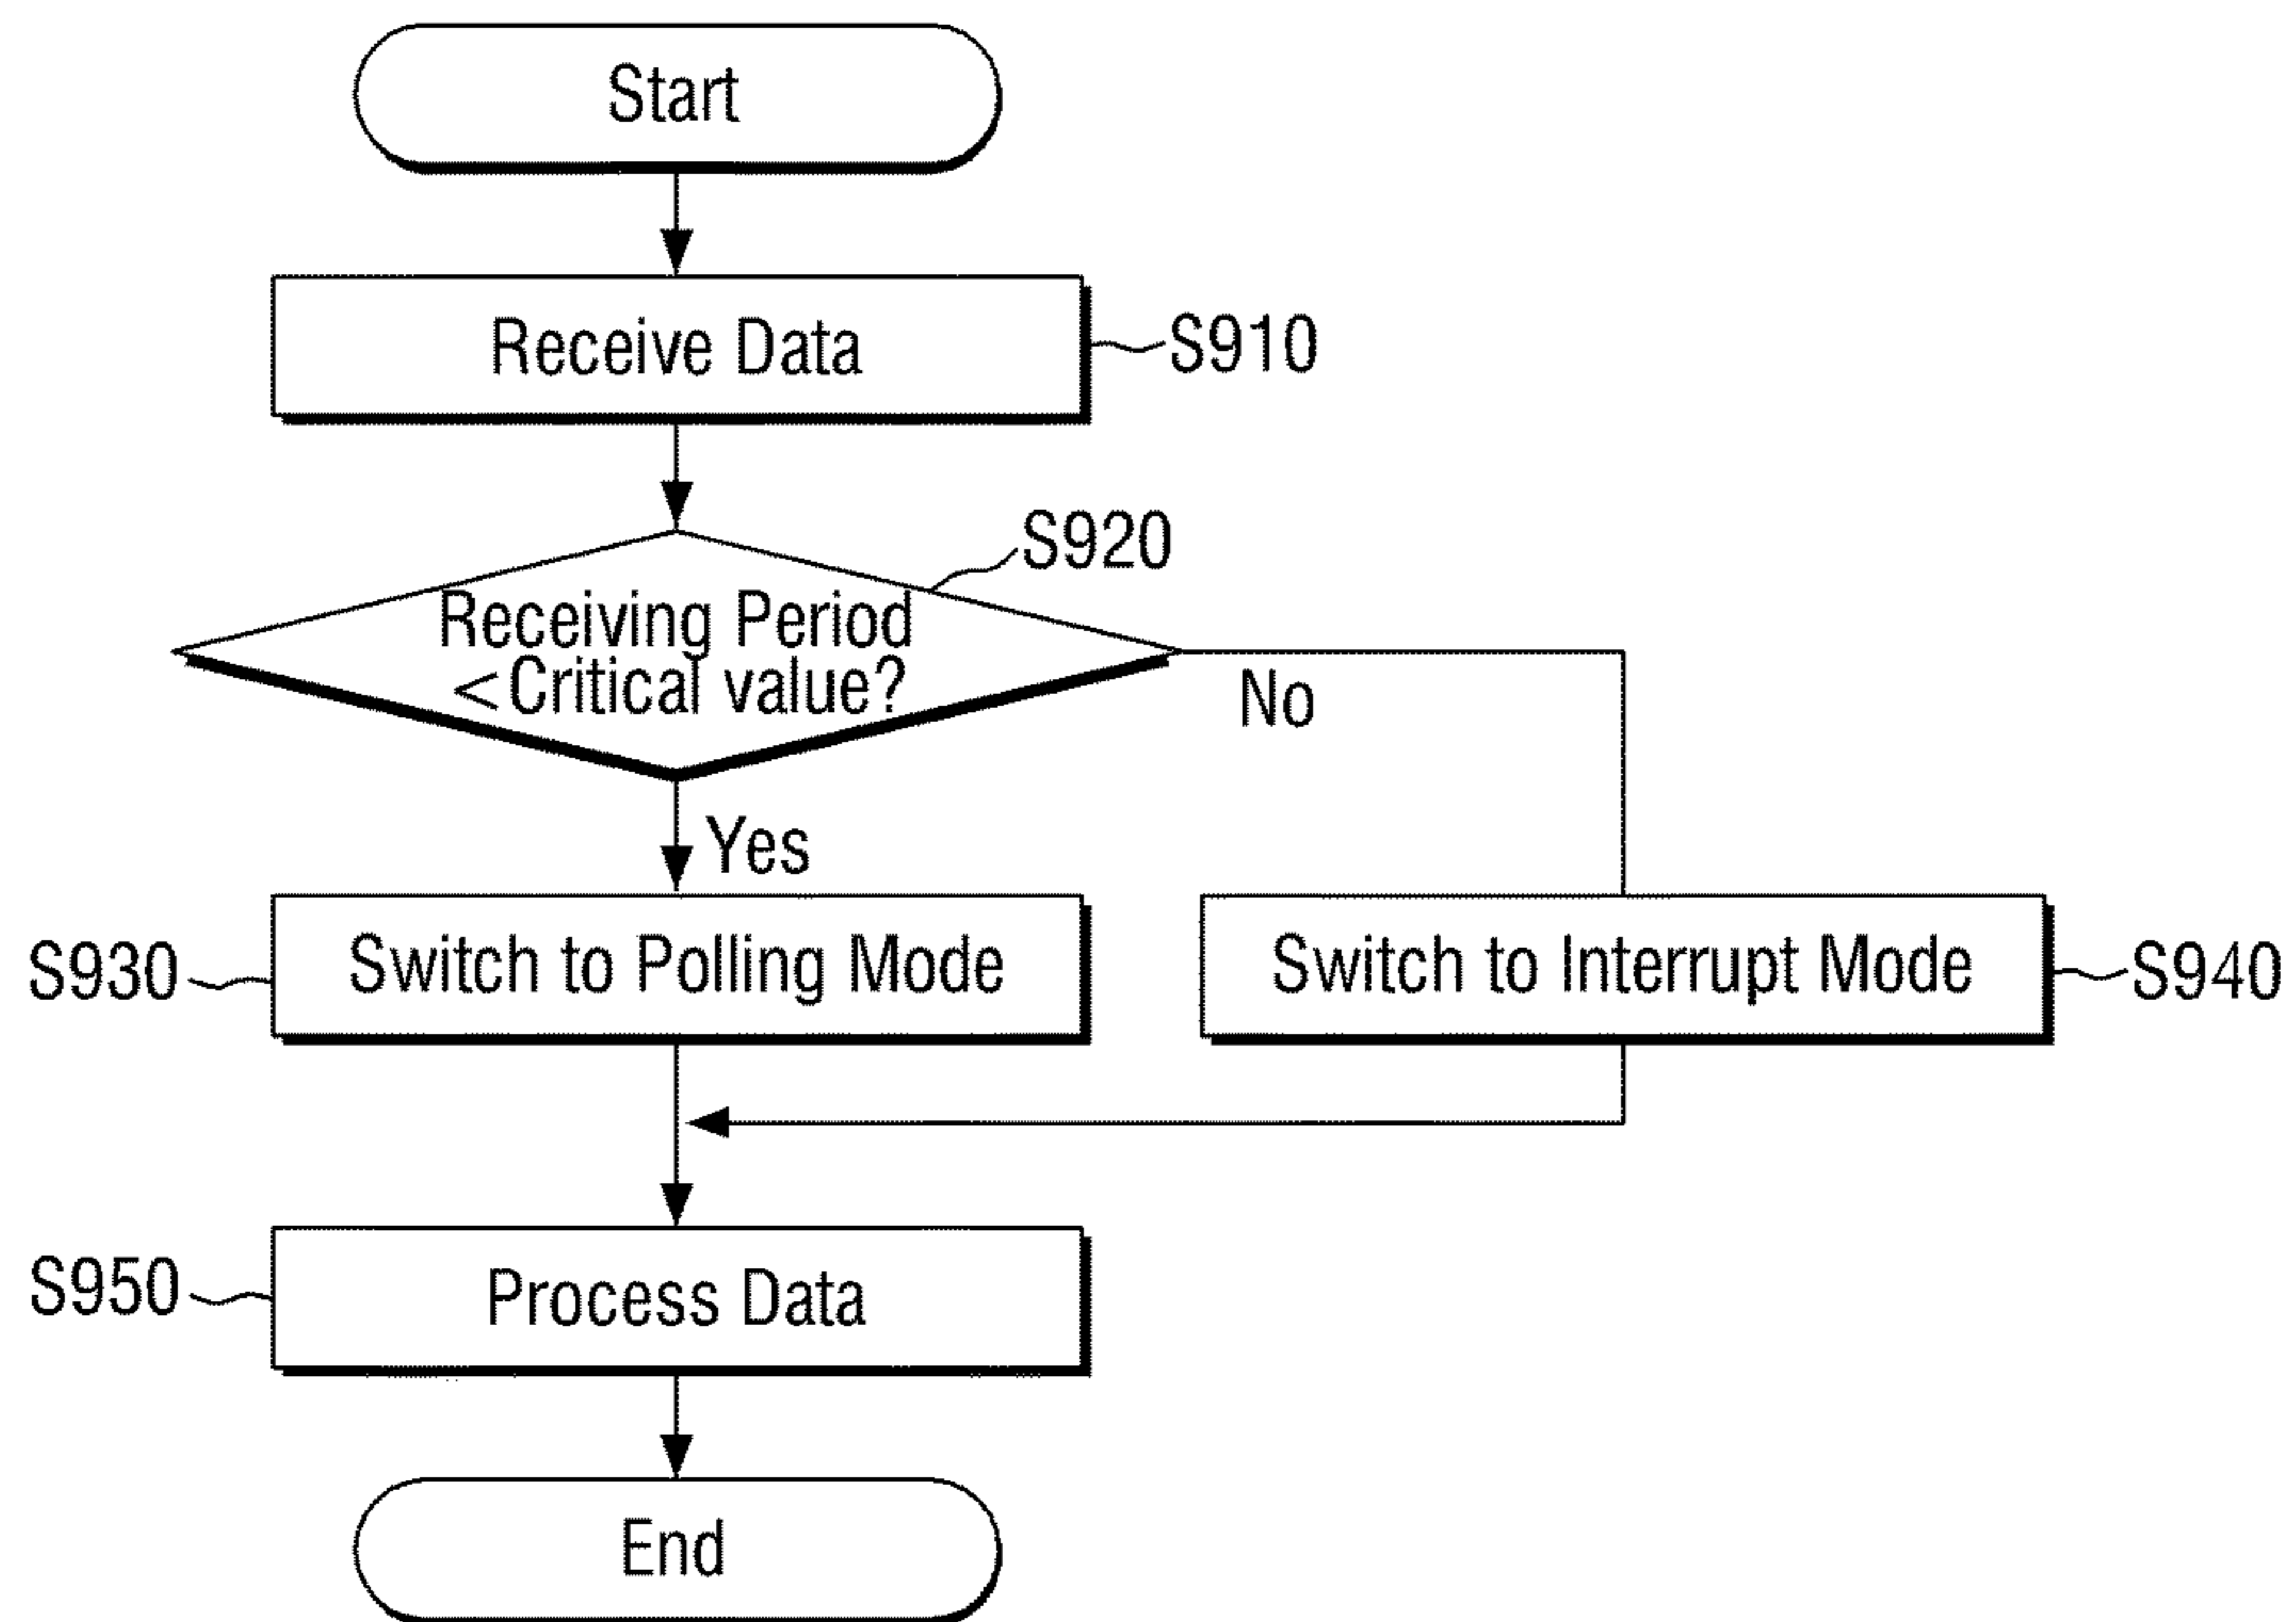 Start
Receive Data
S910
S920
Receiving Period
<Critical value?
No
Yes
S930
Switch to Polling Mode
Switch to Interrupt Mode
S940
S950
Process Data
End